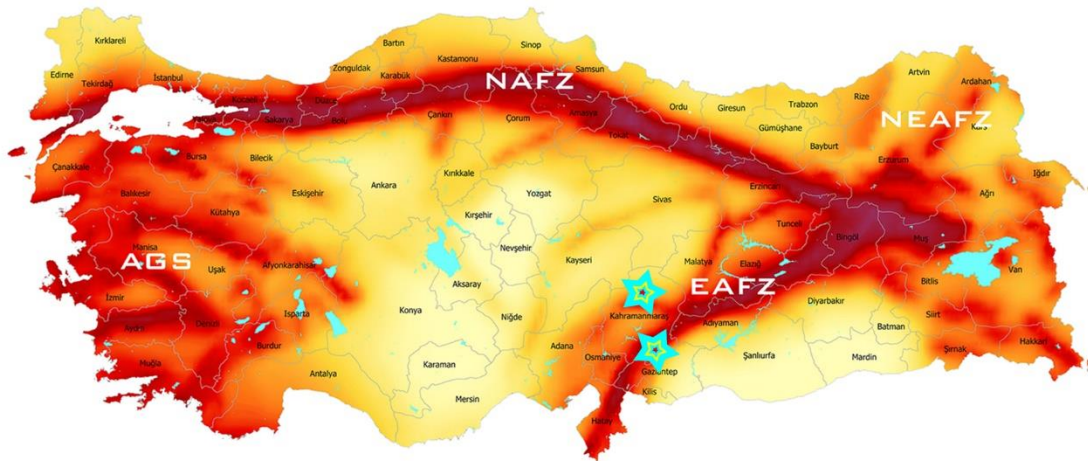 Kırklareli
Edirne
Tekirdağ
İstanbul
Kocaeli
Yalova
Sakarya
Düzce
Bolu
Zonguldak
Bartın
Karabük
Kastamonu
Sinop
Samsun
NAFZ
Çankırı
Çorum
Amasya
Tokat
Ordu
Giresun
Trabzon
Gümüşhane
Bayburt
Rize
Artvin
Ardahan
NEAFZ
Kars
Erzurum
Iğdır
Ağrı
Çanakkale
Bursa
Bilecik
Balıkesir
Kütahya
Eskişehir
Ankara
Kırıkkale
Yozgat
Kırşehir
Nevşehir
Sivas
Erzincan
Tunceli
Bingöl
Muş
Manisa
AGS
Uşak
Afyonkarahisar
Aksaray
Kayseri
Malatya
Elazığ
EAFZ
Bitlis
Van
İzmir
Aydın
Denizli
Isparta
Konya
Niğde
Kahramanmaraş
Adıyaman
Diyarbakır
Batman
Siirt
Şırnak
Hakkari
Muğla
Burdur
Antalya
Karaman
Mersin
Adana
Osmaniye
Gaziantep
Şanlıurfa
Mardin
Kilis
Hatay